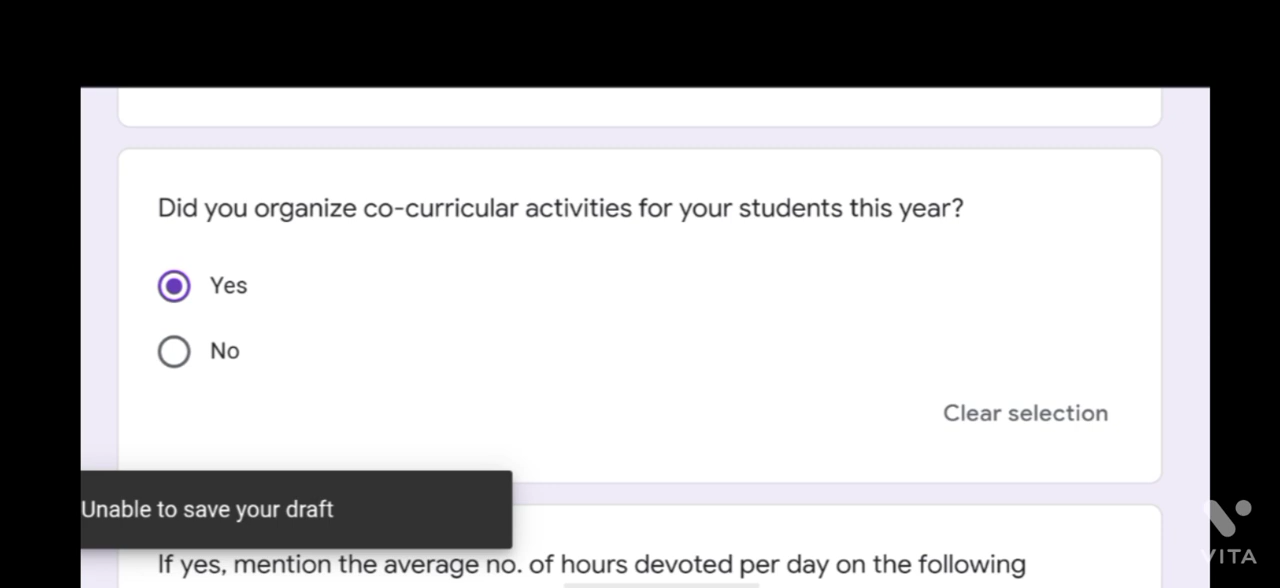 Did you organize co-curricular activities for your students this year?
Yes
No
Clear selection
Unable to save your draft
If yes, mention the average no. of hours devoted per day on the following
VITA